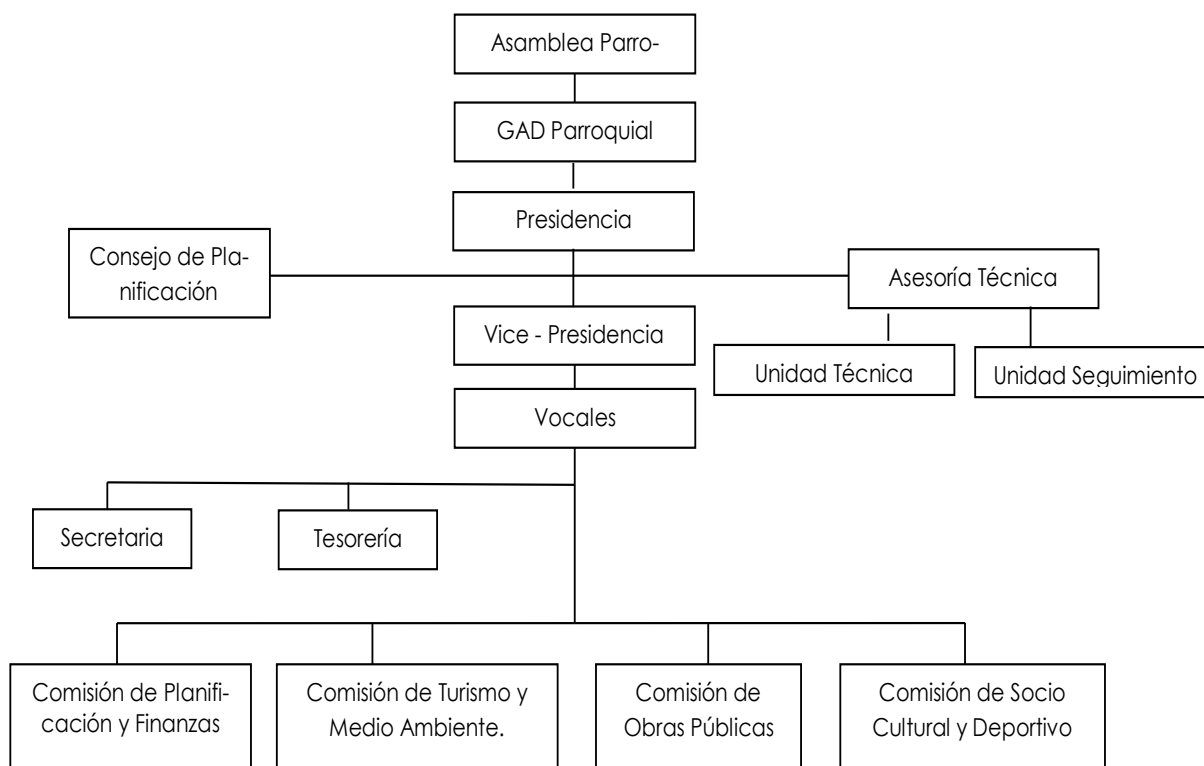 Asamblea Parro-
GAD Parroquial
Presidencia
Consejo de Pla-
nificación
Asesoría Técnica
Vice - Presidencia
Unidad Técnica
Unidad Seguimiento
Vocales
Secretaria
Tesorería
Comisión de Planifi-
cación y Finanzas
Comisión de Turismo y
Medio Ambiente.
Comisión de
Obras Públicas
Comisión de Socio
Cultural y Deportivo